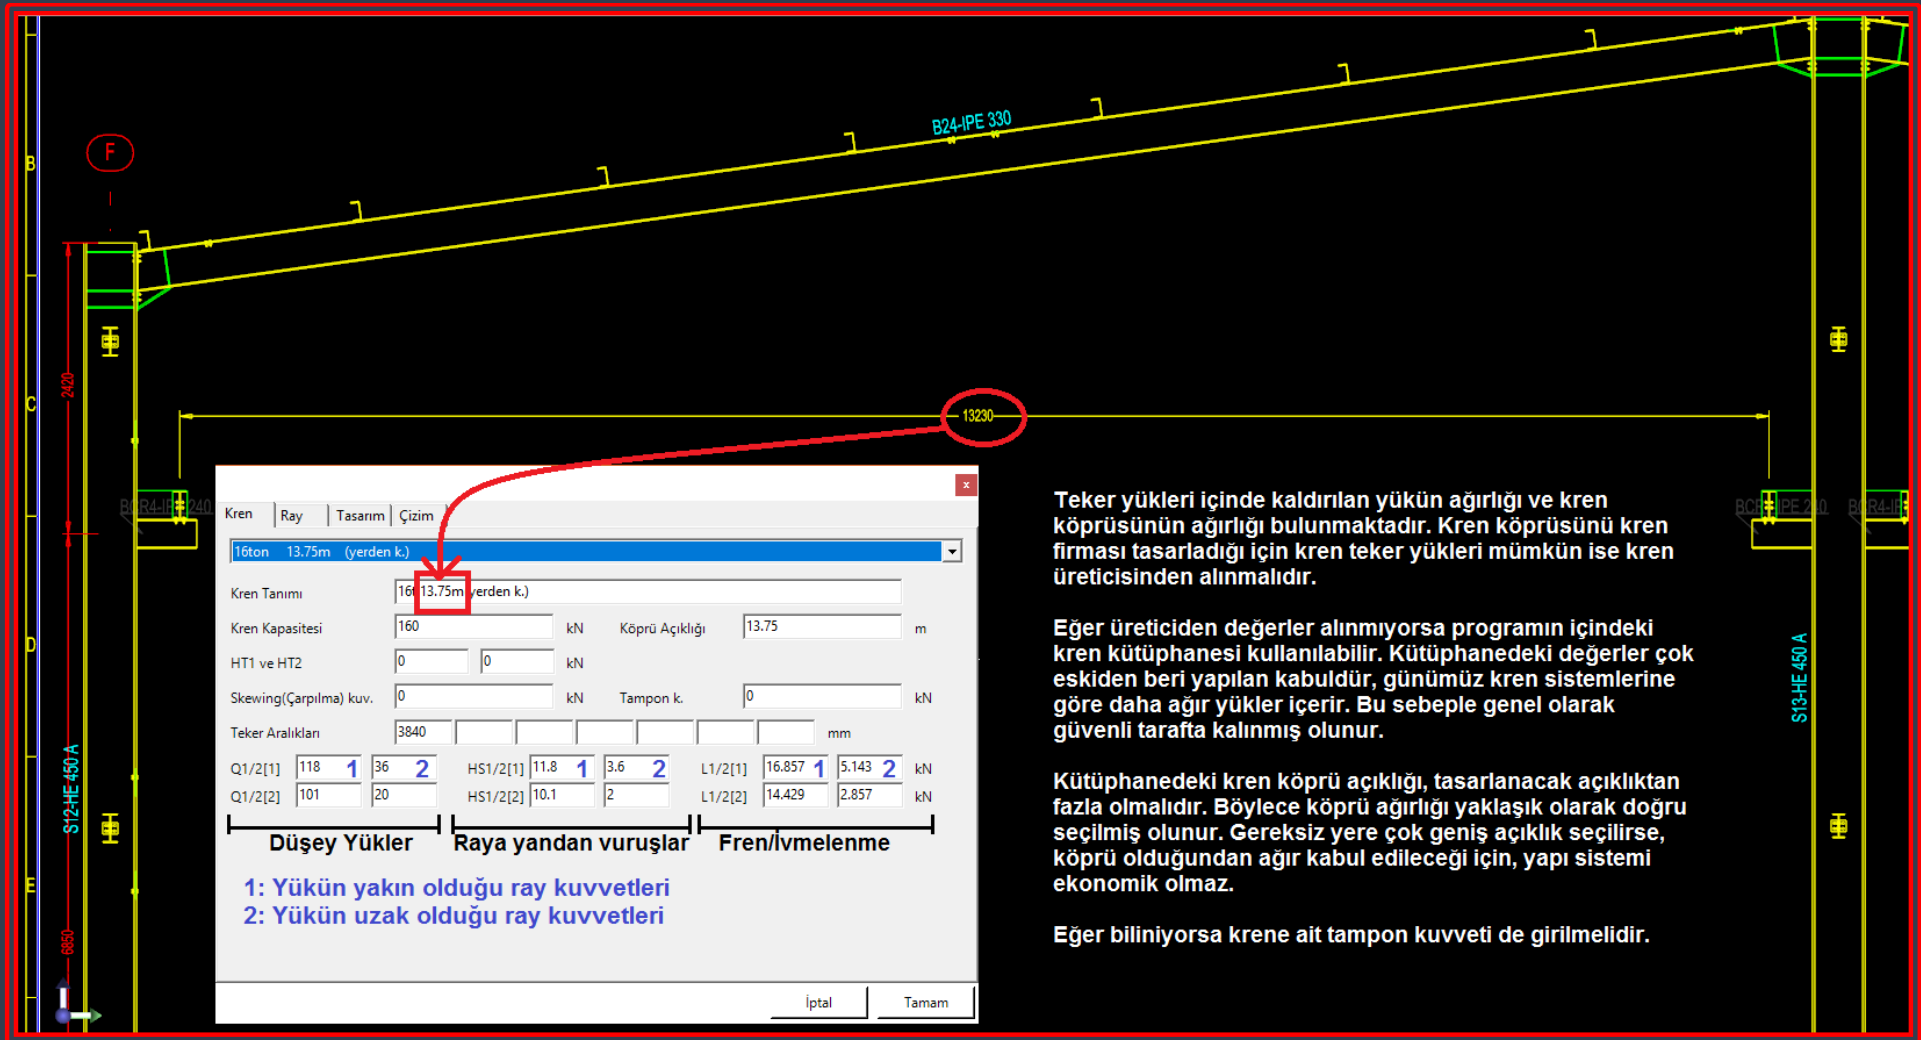 B24-IPE 330
F
B
2420
C
13230
BCR4-IPE 240
Kren
Ray
Tasarım
Çizim
x
16ton 13.75m (yerden k.)
Kren Tanımı
13.75m
yerden k.)
Kren Kapasitesi
160
kN
Köprü Açıklığı
13.75
m
HT1 ve HT2
0
0
kN
Skewing(Çarpılma) kuv.
0
kN
Tampon k.
0
kN
Teker Aralıkları
3840
mm
Q1/2[1]
118
1
36
2
HS1/2[1]
11.8
1
3.6
2
L1/2[1]
16.857
1
5.143
2
kN
Q1/2[2]
101
20
HS1/2[2]
10.1
2
L1/2[2]
14.429
2.857
kN
Düşey Yükler
Raya yandan vuruşlar
Fren/İvmelenme
1: Yükün yakın olduğu ray kuvvetleri
2: Yükün uzak olduğu ray kuvvetleri
İptal
Tamam
Teker yükleri içinde kaldırılan yükün ağırlığı ve kren
köprüsünün ağırlığı bulunmaktadır. Kren köprüsünü kren
firması tasarladığı için kren teker yükleri mümkün ise kren
üreticisinden alınmalıdır.
Eğer üreticiden değerler alınmıyorsa programın içindeki
kren kütüphanesi kullanılabilir. Kütüphanedeki değerler çok
eskiden beri yapılan kabuldür, günümüz kren sistemlerine
göre daha ağır yükler içerir. Bu sebeple genel olarak
güvenli tarafta kalınmış olunur.
Kütüphanedeki kren köprü açıklığı, tasarlanacak açıklıktan
fazla olmalıdır. Böylece köprü ağırlığı yaklaşık olarak doğru
seçilmiş olunur. Gereksiz yere çok geniş açıklık seçilirse,
köprü olduğundan ağır kabul edileceği için, yapı sistemi
ekonomik olmaz.
Eğer biliniyorsa krene ait tampon kuvveti de girilmelidir.
D
S12-HE 450 A
E
6850
S13-HE 450 A